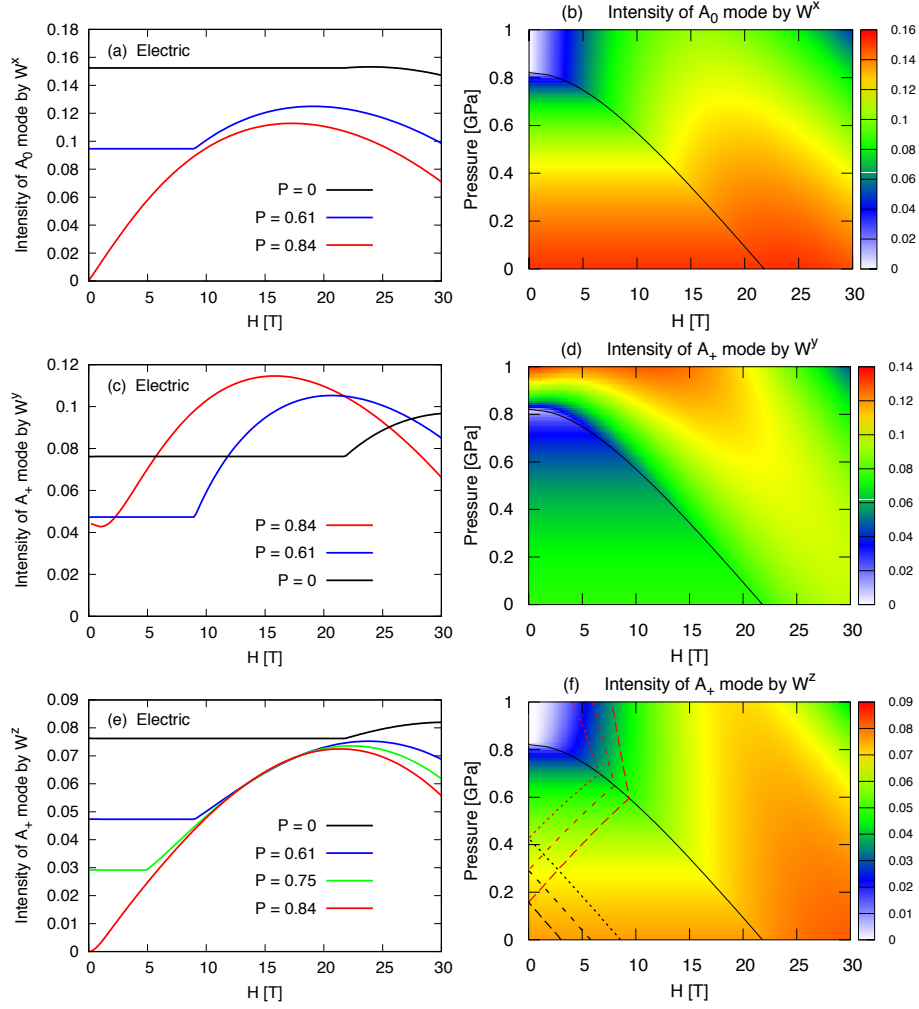 (a) Electric
Intensity of A0 mode by W^x
0.18
0.16
0.14
0.12
0.1
0.08
0.06
0.04
0.02
0
P = 0
P = 0.61
P = 0.84
0 5 10 15 20 25 30
H [T]
(b) Intensity of A0 mode by W^x
Pressure [GPa]
1
0.8
0.6
0.4
0.2
0
0 5 10 15 20 25 30
H [T]
0.16
0.14
0.12
0.1
0.08
0.06
0.04
0.02
0
(c) Electric
Intensity of A+ mode by W^y
0.12
0.1
0.08
0.06
0.04
0.02
0
P = 0.84
P = 0.61
P = 0
0 5 10 15 20 25 30
H [T]
(d) Intensity of A+ mode by W^y
Pressure [GPa]
1
0.8
0.6
0.4
0.2
0
0 5 10 15 20 25 30
H [T]
0.14
0.12
0.1
0.08
0.06
0.04
0.02
0
(e) Electric
Intensity of A+ mode by W^z
0.09
0.08
0.07
0.06
0.05
0.04
0.03
0.02
0.01
0
P = 0
P = 0.61
P = 0.75
P = 0.84
0 5 10 15 20 25 30
H [T]
(f) Intensity of A+ mode by W^z
Pressure [GPa]
1
0.8
0.6
0.4
0.2
0
0 5 10 15 20 25 30
H [T]
0.09
0.08
0.07
0.06
0.05
0.04
0.03
0.02
0.01
0